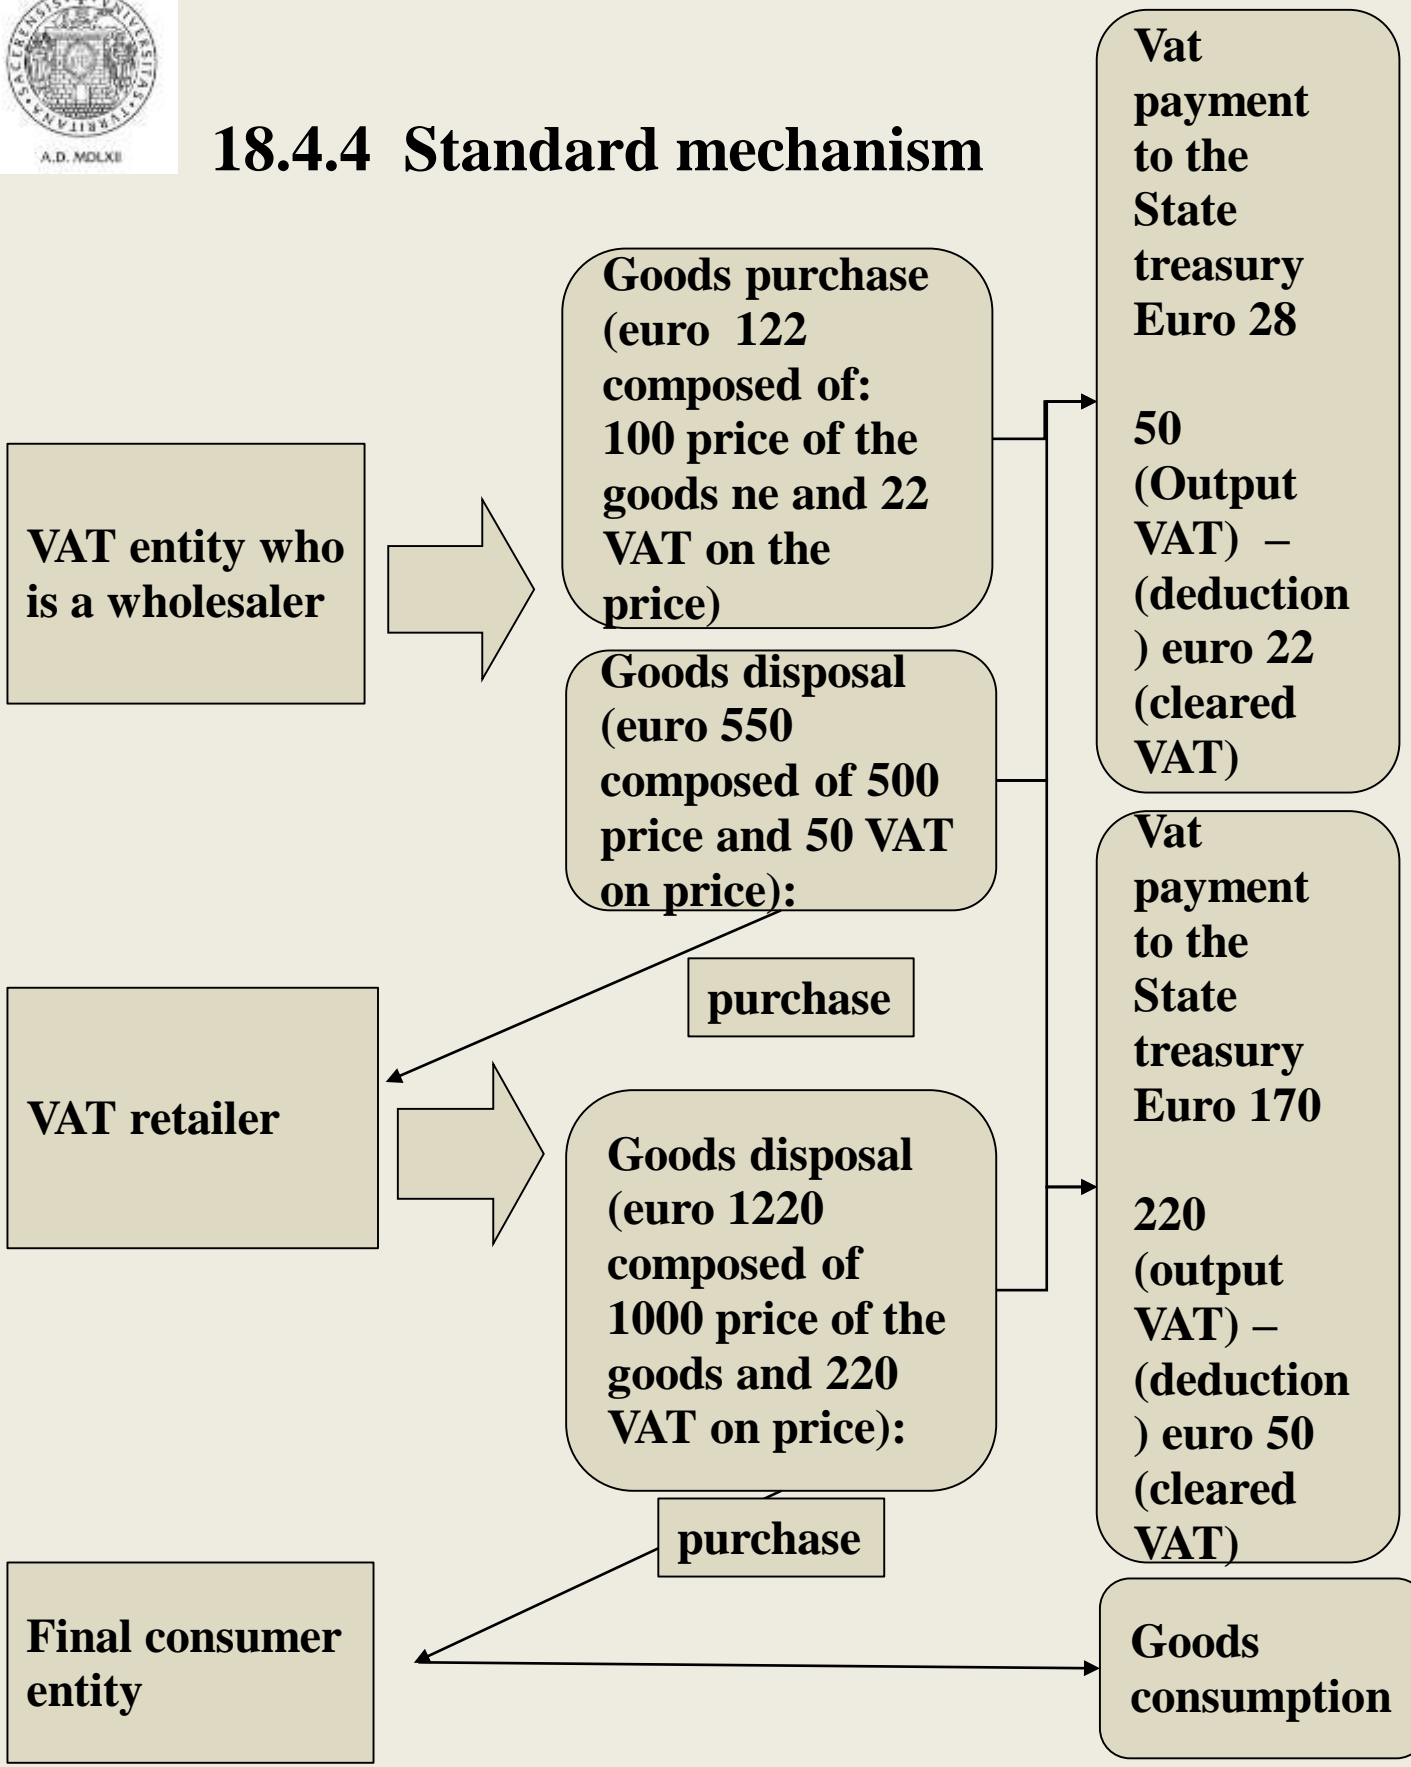 SACERENSIS
UNIVERSITAS
TVRRITANA
A.D. MDLXII
18.4.4 Standard mechanism
VAT entity who
is a wholesaler
Goods purchase
(euro 122
composed of:
100 price of the
goods ne and 22
VAT on the
price)
Goods disposal
(euro 550
composed of 500
price and 50 VAT
on price):
Vat
payment
to the
State
treasury
Euro 28
50
(Output
VAT) –
(deduction
) euro 22
(cleared
VAT)
purchase
VAT retailer
Goods disposal
(euro 1220
composed of
1000 price of the
goods and 220
VAT on price):
Vat
payment
to the
State
treasury
Euro 170
220
(output
VAT) –
(deduction
) euro 50
(cleared
VAT)
purchase
Final consumer
entity
Goods
consumption